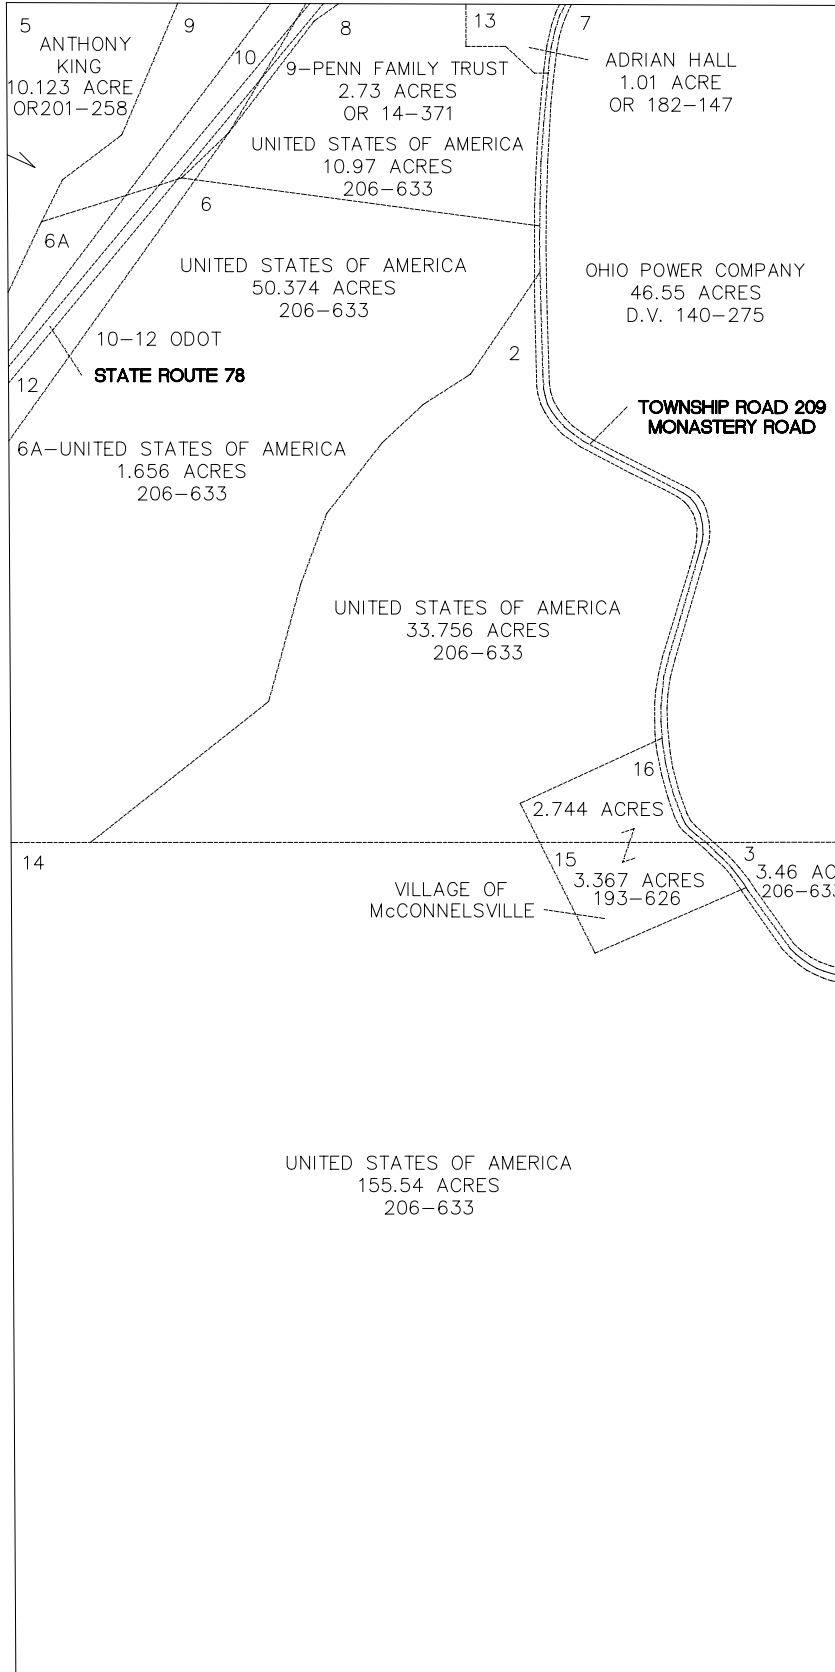 5
9
10
8
13
7
ANTHONY
KING
10.123 ACRE
OR201-258
9-PENN FAMILY TRUST
2.73 ACRES
OR 14-371
ADRIAN HALL
1.01 ACRE
OR 182-147
UNITED STATES OF AMERICA
10.97 ACRES
206-633
6
6A
UNITED STATES OF AMERICA
50.374 ACRES
206-633
OHIO POWER COMPANY
46.55 ACRES
D.V. 140-275
10-12 ODOT
2
STATE ROUTE 78
12
TOWNSHIP ROAD 209
MONASTERY ROAD
6A-UNITED STATES OF AMERICA
1.656 ACRES
206-633
UNITED STATES OF AMERICA
33.756 ACRES
206-633
16
2.744 ACRES
14
15
3
3.46 AC
206-633
3.367 ACRES
193-626
VILLAGE OF
McCONNELSVILLE
UNITED STATES OF AMERICA
155.54 ACRES
206-633